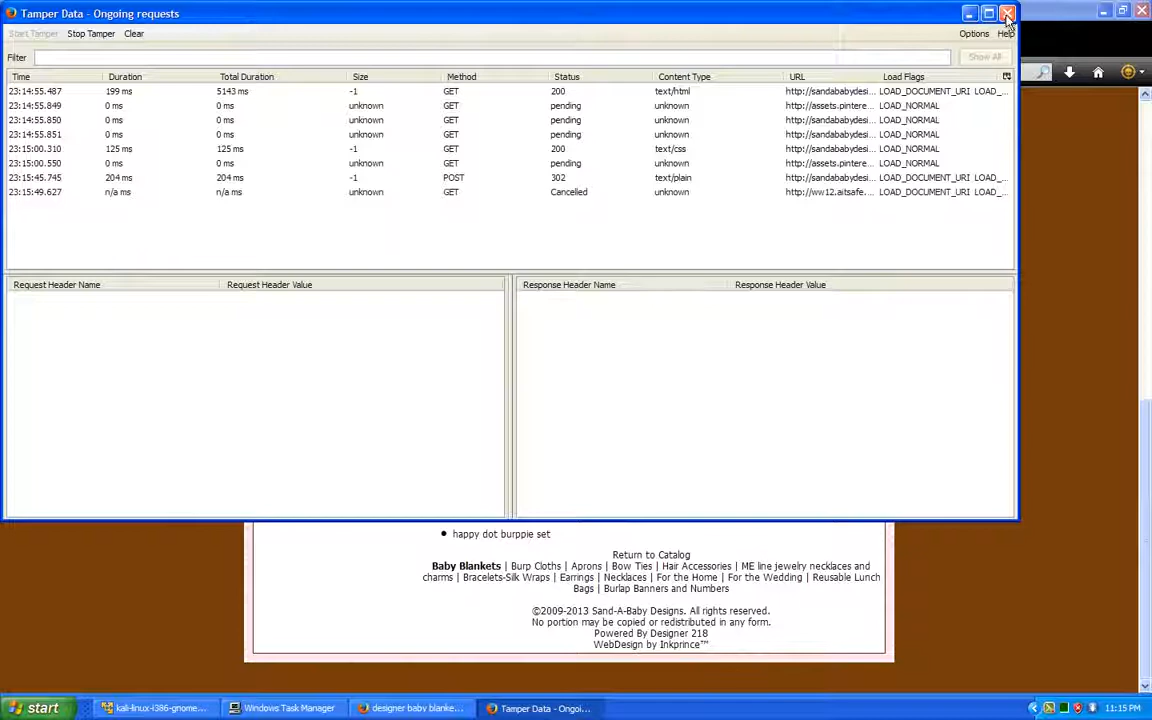 Tamper Data - Ongoing requests
Start Tamper Stop Tamper Clear Options Help
Filter Show All
Time Duration Total Duration Size Method Status Content Type URL Load Flags
23:14:55.487 199 ms 5143 ms -1 GET 200 text/html http://sandababydesi... LOAD_DOCUMENT_URI LOAD_...
23:14:55.849 0 ms 0 ms unknown GET pending unknown http://assets.pintere... LOAD_NORMAL
23:14:55.850 0 ms 0 ms unknown GET pending unknown http://sandababydesi... LOAD_NORMAL
23:14:55.851 0 ms 0 ms unknown GET pending unknown http://sandababydesi... LOAD_NORMAL
23:15:00.310 125 ms 125 ms -1 GET 200 text/css http://sandababydesi... LOAD_NORMAL
23:15:00.550 0 ms 0 ms unknown GET pending unknown http://assets.pintere... LOAD_NORMAL
23:15:45.745 204 ms 204 ms -1 POST 302 text/plain http://sandababydesi... LOAD_DOCUMENT_URI LOAD_...
23:15:49.627 n/a ms n/a ms unknown GET Cancelled unknown http://ww12.aitsafe.... LOAD_DOCUMENT_URI LOAD_...
Request Header Name Request Header Value Response Header Name Response Header Value
happy dot burppie set
Return to Catalog
Baby Blankets | Burp Cloths | Aprons | Bow Ties | Hair Accessories | ME line jewelry necklaces and
charms | Bracelets-Silk Wraps | Earrings | Necklaces | For the Home | For the Wedding | Reusable Lunch
Bags | Burlap Banners and Numbers
©2009-2013 Sand-A-Baby Designs. All rights reserved.
No portion may be copied or redistributed in any form.
Powered By Designer 218
WebDesign by Inkprince™
start kali-linux-i386-gnome... Windows Task Manager designer baby blanke... Tamper Data - Ongoi... 11:15 PM